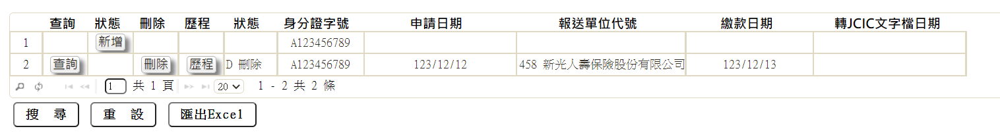 查詢 狀態 刪除 歷程 狀態 身分證字號 申請日期 報送單位代號 繳款日期 轉JCIC文字檔日期
1 新增 A123456789
2 查詢 刪除 歷程 D 刪除 A123456789 123/12/12 458 新光人壽保險股份有限公司 123/12/13
1 共 1 頁 20 1 - 2 共 2 條
搜 尋 重 設 匯出Excel